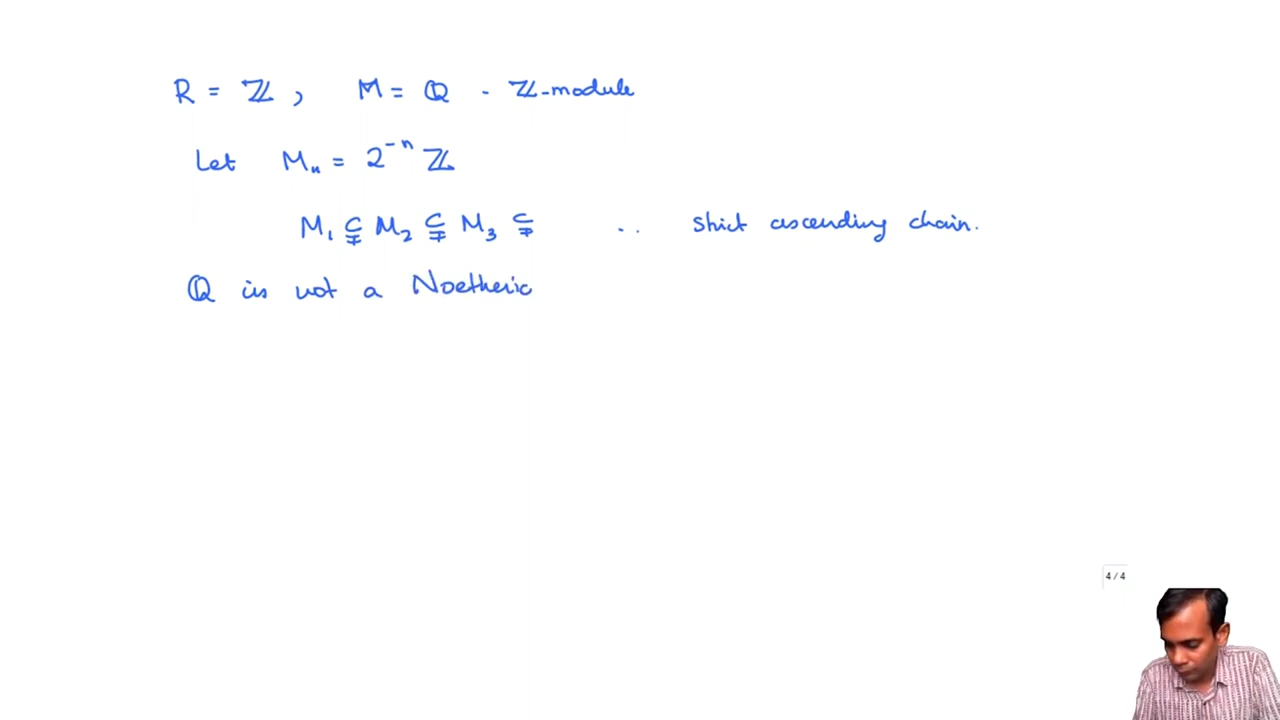 R = ℤ, M = ℚ - ℤ-module
Let Mₙ = 2⁻ⁿ ℤ
M₁ ⊊ M₂ ⊊ M₃ ⊊ .. strict ascending chain.
ℚ is not a Noetheric
4 / 4